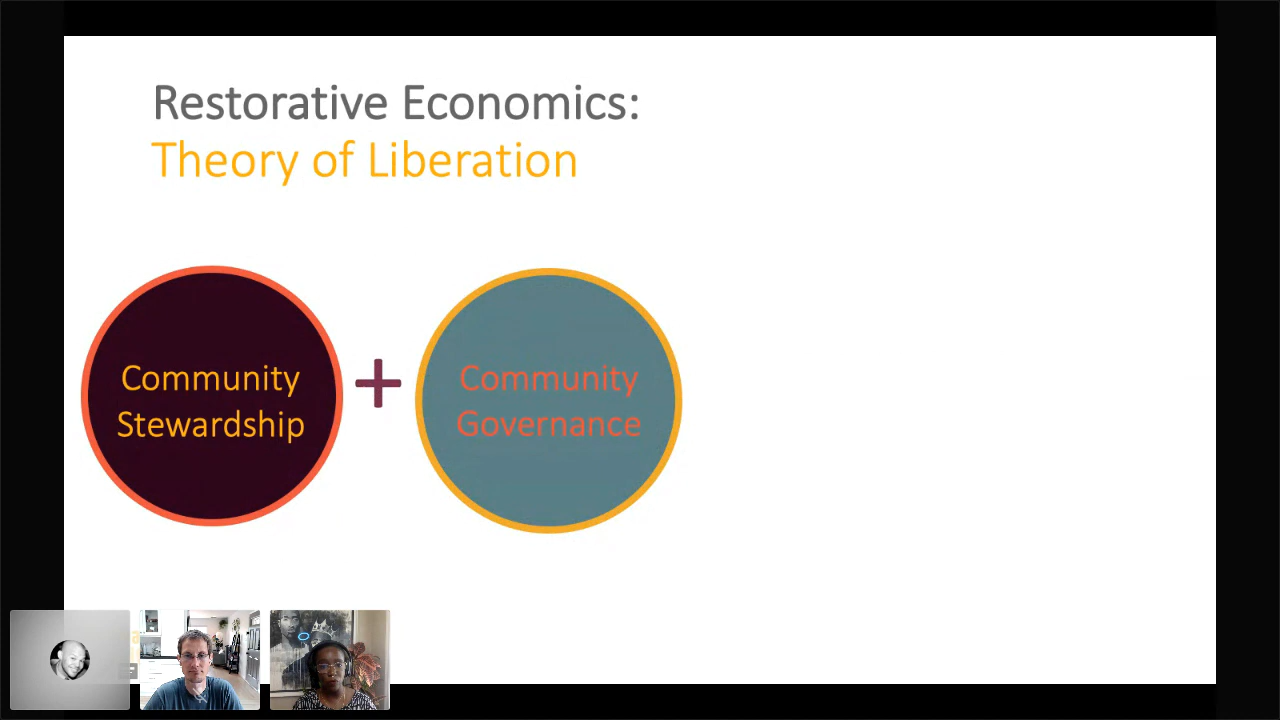 Restorative Economics:
Theory of Liberation
Community
Stewardship
+
Community
Governance